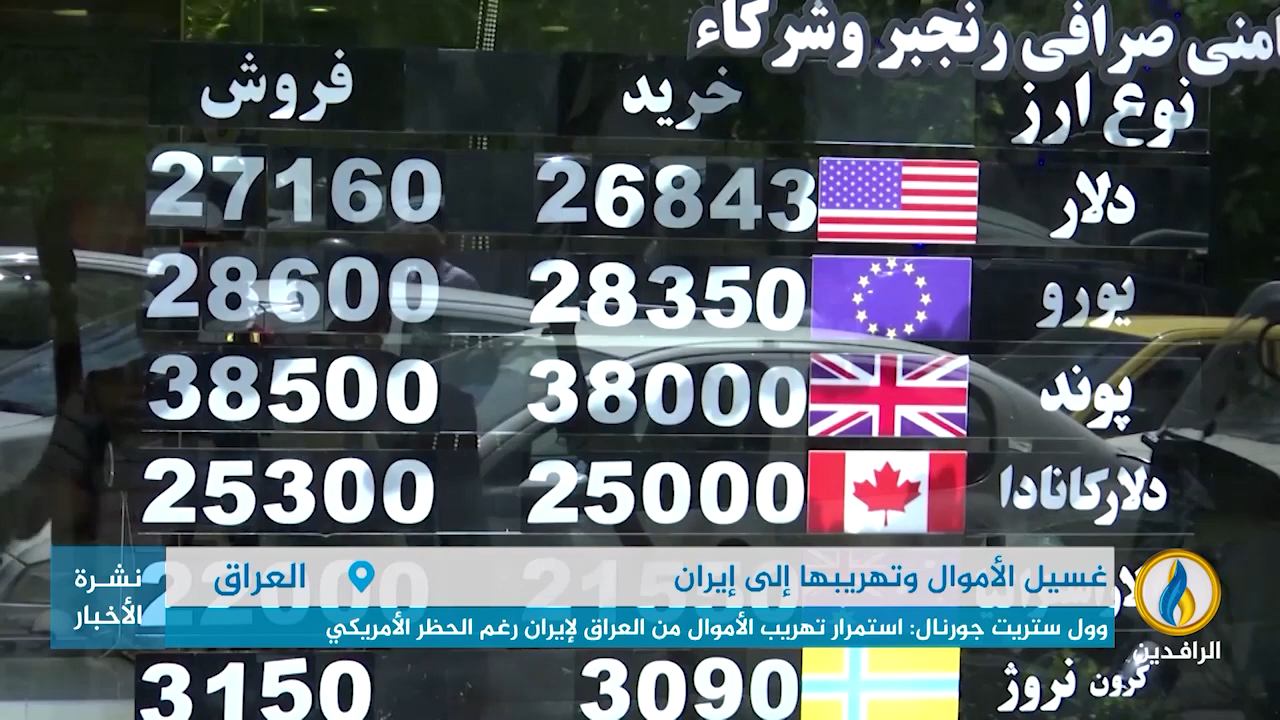 صرافی رنجبر وشرکاء
نوع ارز خرید فروش
دلار 26843 27160
یورو 28350 28600
پوند 38000 38500
دلارکانادا 25000 25300
22000
غسيل الأموال وتهريبها إلى إيران
العراق
نشرة الأخبار
وول ستريت جورنال: استمرار تهريب الأموال من العراق لإيران رغم الحظر الأمريكي
الرافدين
کرون نروژ 3090 3150